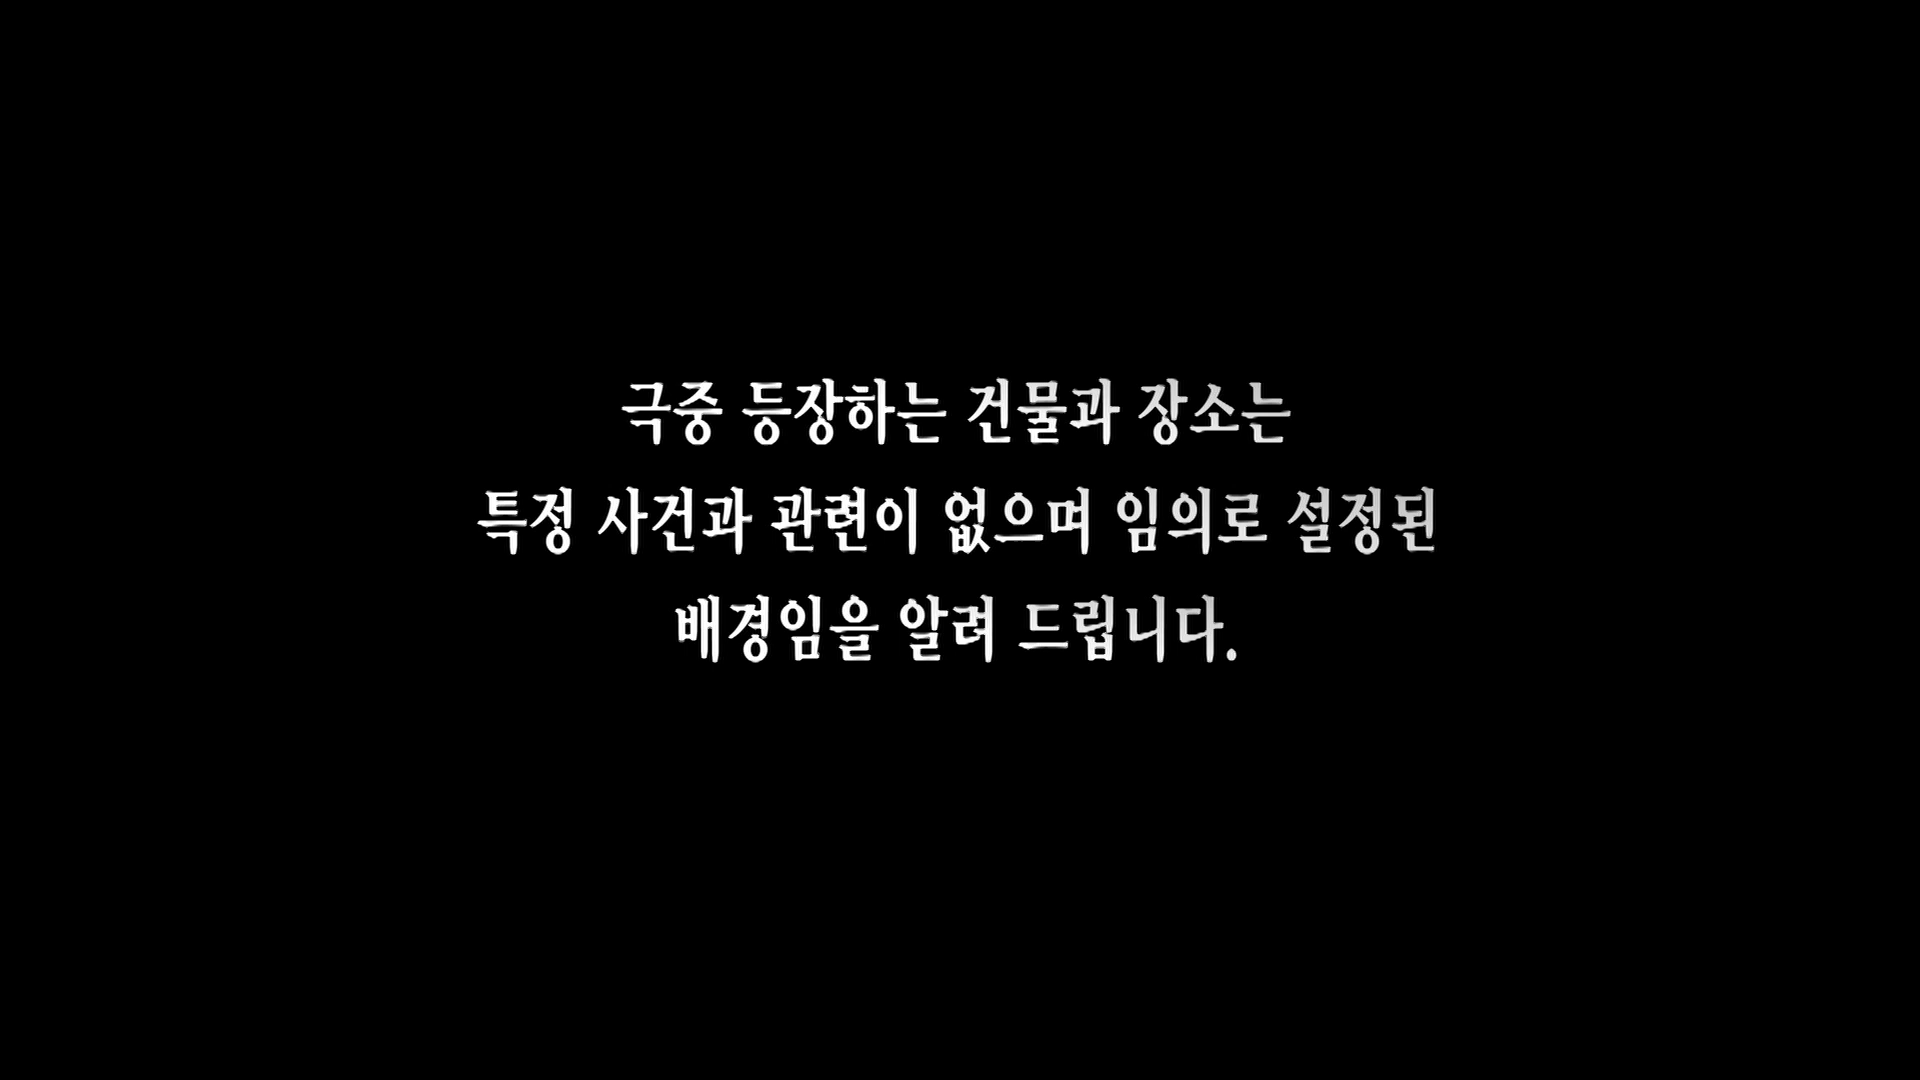 극중 등장하는 건물과 장소는
특정 사건과 관련이 없으며 임의로 설정된
배경임을 알려 드립니다.